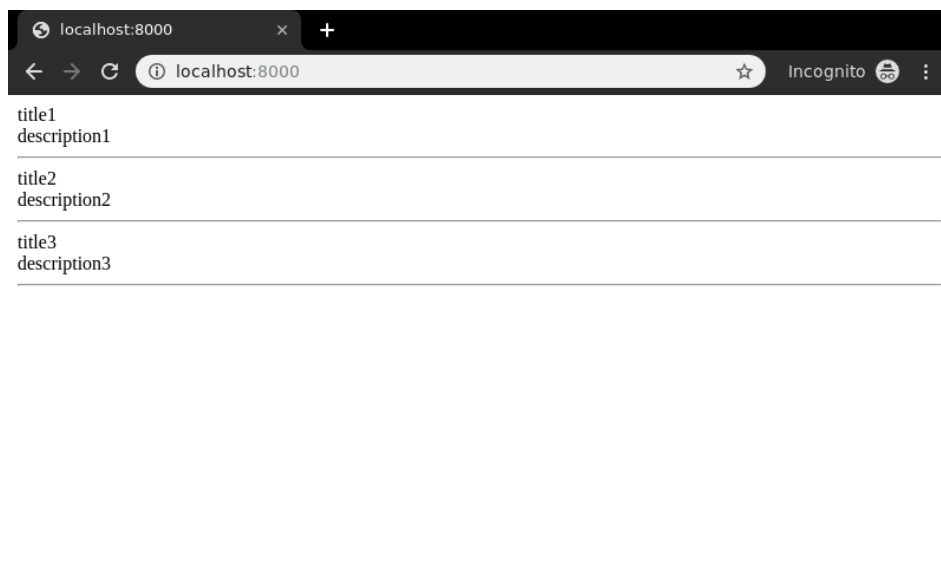 localhost:8000
localhost:8000
Incognito
title1
description1
title2
description2
title3
description3